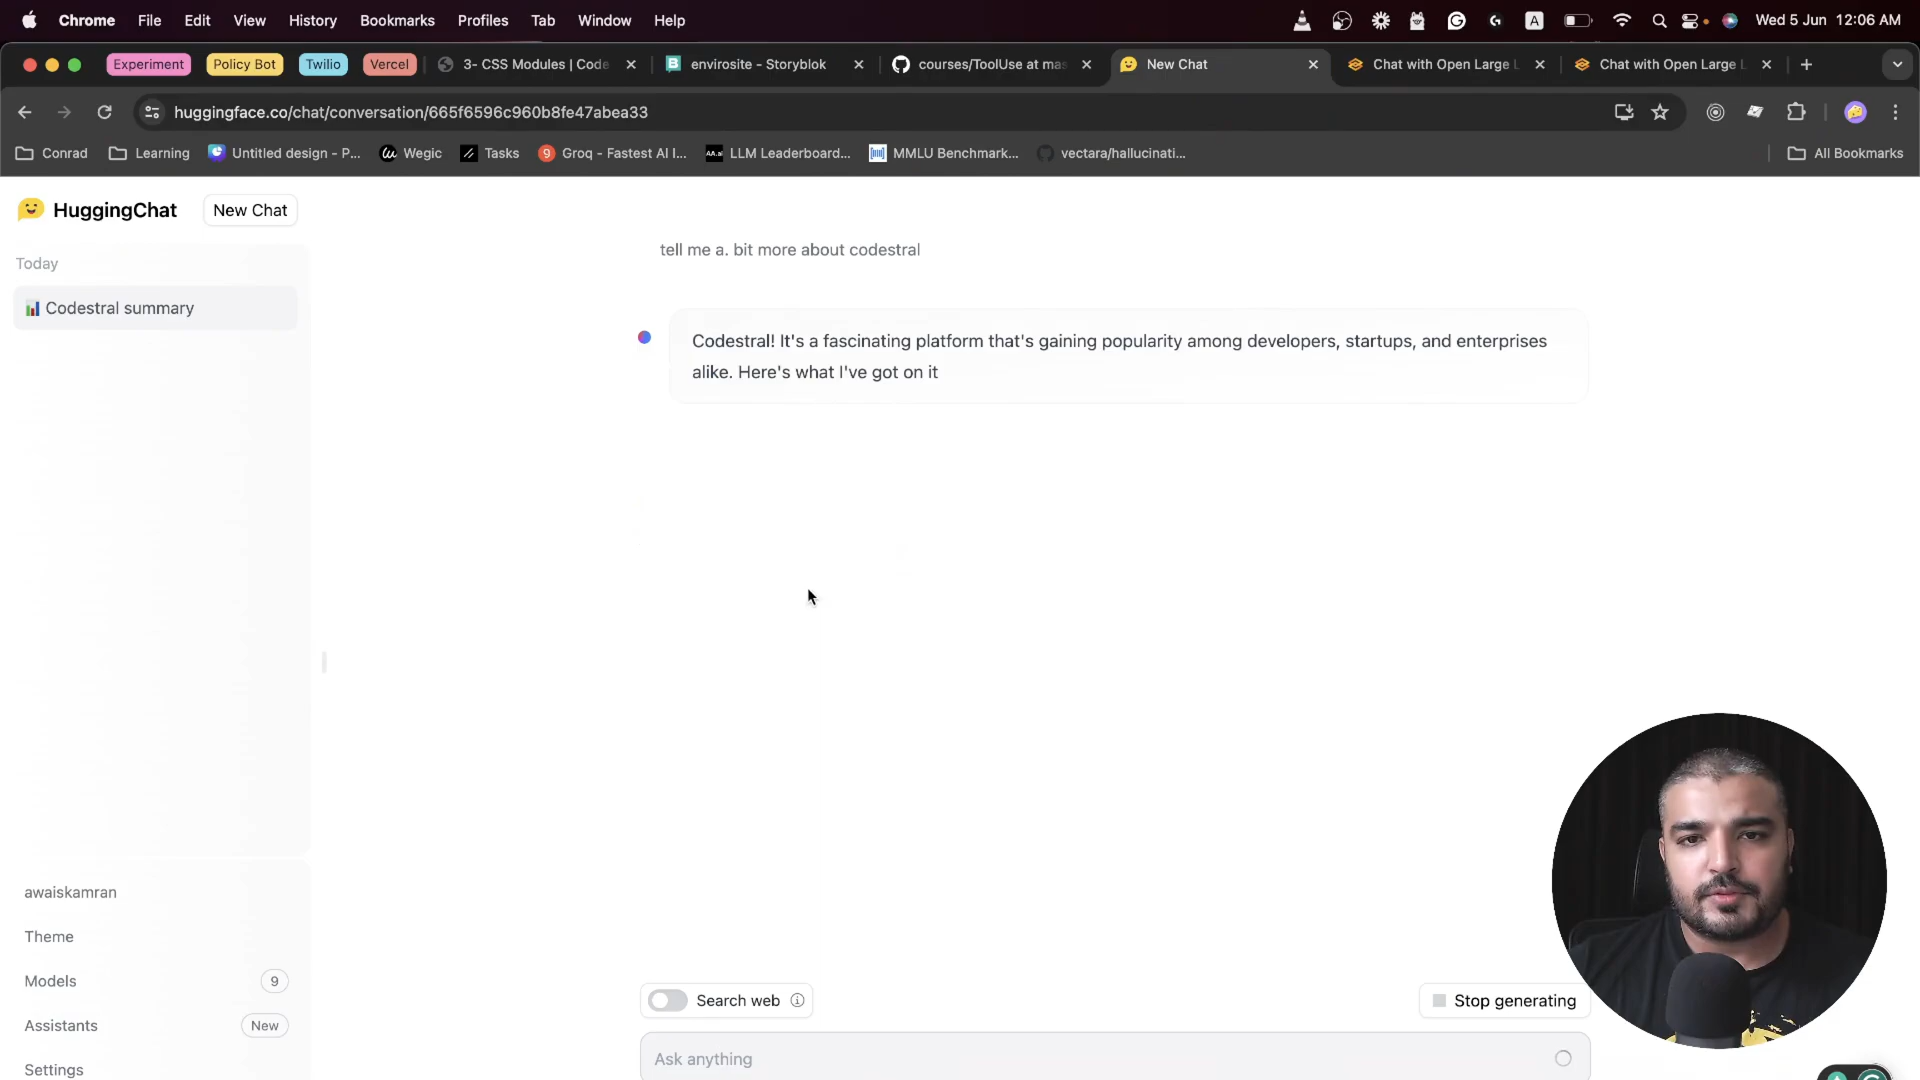 Chrome File Edit View History Bookmarks Profiles Tab Window Help A Wed 5 Jun 12:06 AM
Experiment Policy Bot Twilio Vercel 3- CSS Modules | Code envirosite - Storyblok courses/ToolUse at mas New Chat Chat with Open Large L Chat with Open Large L
huggingface.co/chat/conversation/665f6596c960b8fe47abea33
Conrad Learning Untitled design - P... Wegic Tasks Groq - Fastest AI I... LLM Leaderboard... MMLU Benchmark... vectara/hallucinati... All Bookmarks
HuggingChat New Chat
tell me a. bit more about codestral
Today
Codestral summary
Codestral! It's a fascinating platform that's gaining popularity among developers, startups, and enterprises
alike. Here's what I've got on it
awaiskamran
Theme
Models 9
Assistants New
Settings
Search web
Stop generating
Ask anything